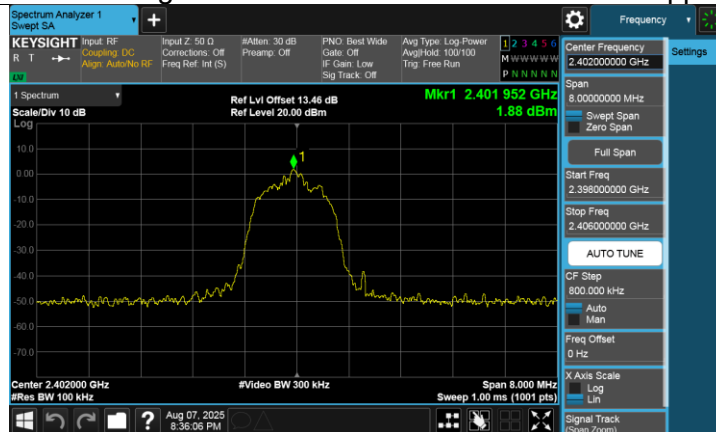 Spectrum Analyzer 1
Swept SA
Frequency
KEYSIGHT
R T
LXI
Input: RF
Coupling: DC
Align: Auto/No RF
Input Z: 50 Ω
Corrections: Off
Freq Ref: Int (S)
#Atten: 30 dB
Preamp: Off
PNO: Best Wide
Gate: Off
IF Gain: Low
Sig Track: Off
Avg Type: Log-Power
Avg|Hold: 100/100
Trig: Free Run
1 2 3 4 5 6
M W W W W W
P N N N N N
1 Spectrum
Scale/Div 10 dB
Log
Ref Lvl Offset 13.46 dB
Ref Level 20.00 dBm
Mkr1 2.401 952 GHz
1.88 dBm
1
10.0
0.00
-10.0
-20.0
-30.0
-40.0
-50.0
-60.0
-70.0
Center 2.402000 GHz
#Res BW 100 kHz
#Video BW 300 kHz
Span 8.000 MHz
Sweep 1.00 ms (1001 pts)
Aug 07, 2025
8:36:06 PM
Center Frequency
2.402000000 GHz
Settings
Span
8.00000000 MHz
Swept Span
Zero Span
Full Span
Start Freq
2.398000000 GHz
Stop Freq
2.406000000 GHz
AUTO TUNE
CF Step
800.000 kHz
Auto
Man
Freq Offset
0 Hz
X Axis Scale
Log
Lin
Signal Track
(Span Zoom)